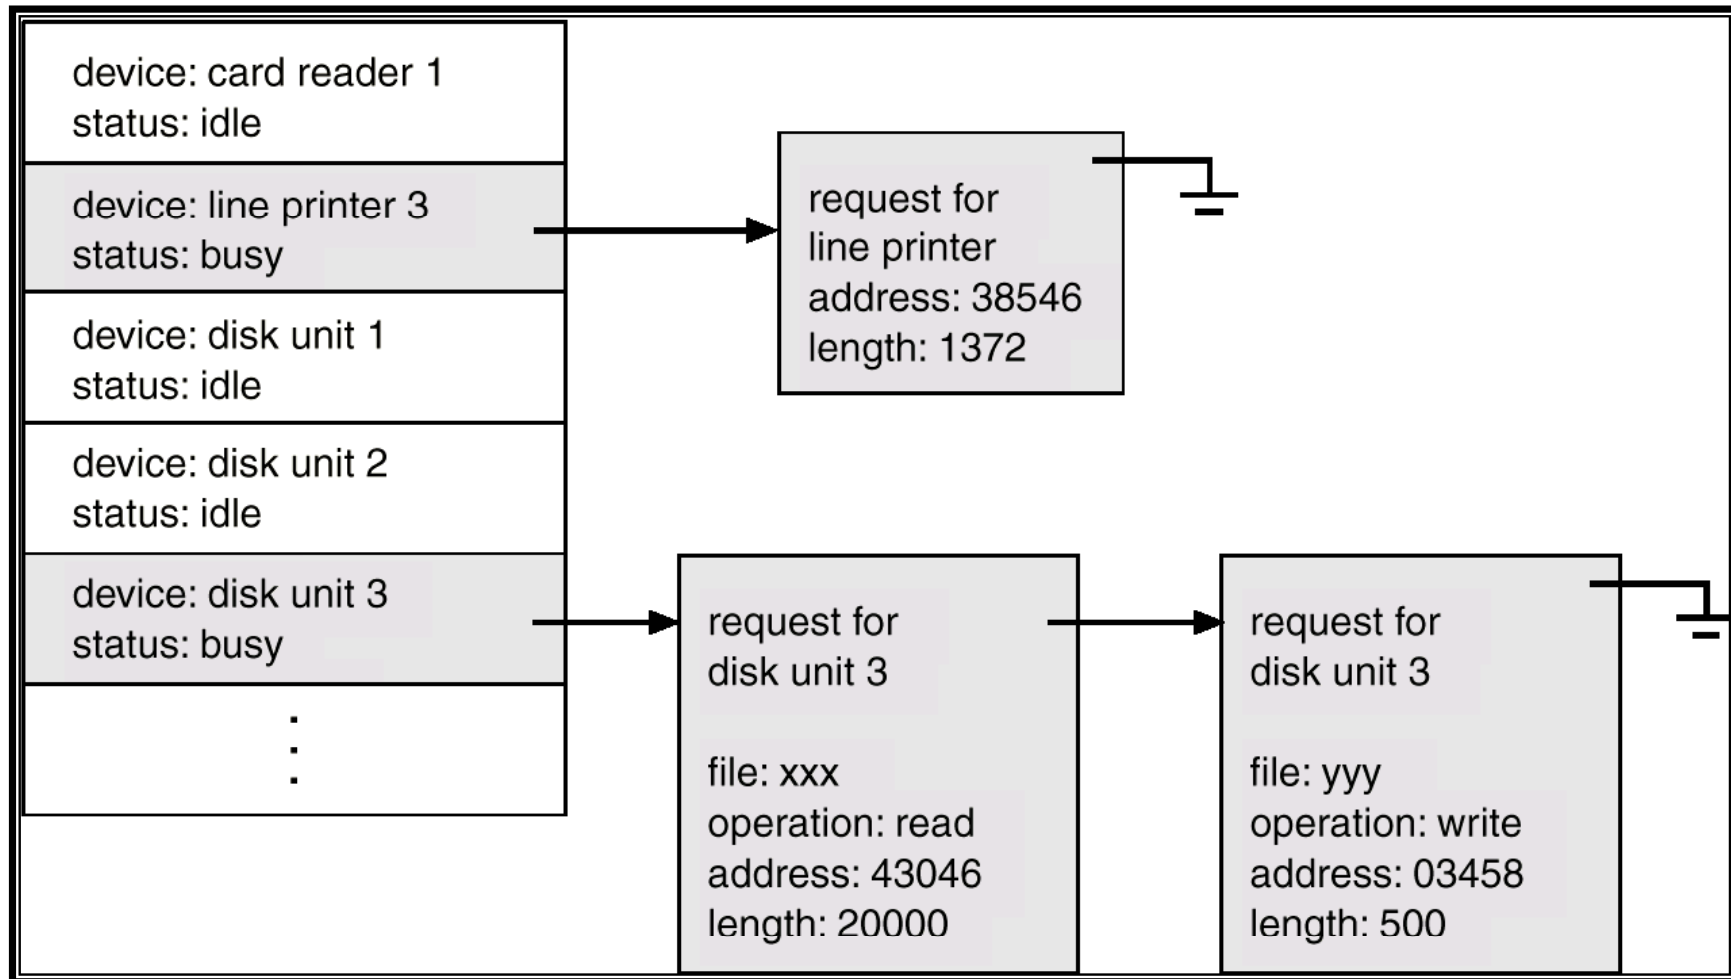 device: card reader 1
status: idle
device: line printer 3
status: busy
device: disk unit 1
status: idle
device: disk unit 2
status: idle
device: disk unit 3
status: busy
request for
line printer
address: 38546
length: 1372
request for
disk unit 3
file: xxx
operation: read
address: 43046
length: 20000
request for
disk unit 3
file: yyy
operation: write
address: 03458
length: 500